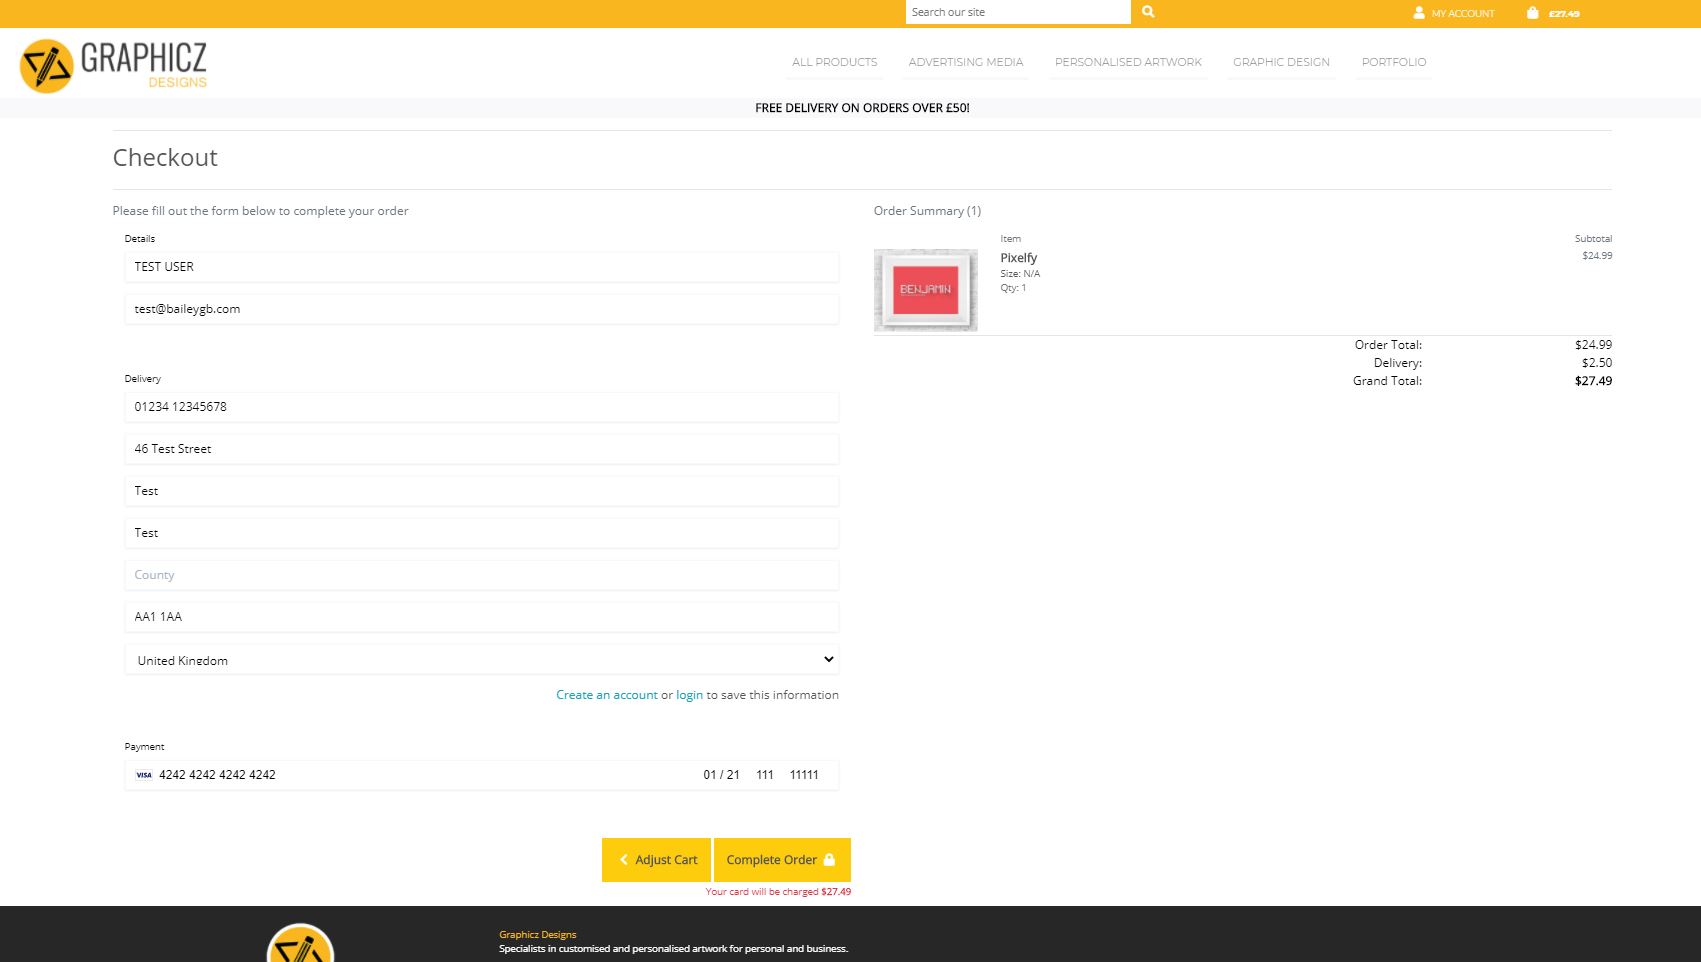 Search our site
MY ACCOUNT
£27.49
GRAPHICZ
DESIGNS
ALL PRODUCTS
ADVERTISING MEDIA
PERSONALISED ARTWORK
GRAPHIC DESIGN
PORTFOLIO
FREE DELIVERY ON ORDERS OVER £50!
Checkout
Please fill out the form below to complete your order
Details
TEST USER
test@baileygb.com
Delivery
01234 12345678
46 Test Street
Test
Test
County
AA1 1AA
United Kingdom
Create an account or login to save this information
Payment
VISA 4242 4242 4242 4242 01 / 21 111 11111
Adjust Cart
Complete Order
Your card will be charged $27.49
Order Summary (1)
Item Subtotal
BENJAMIN
Pixelfy $24.99
Size: N/A
Qty: 1
Order Total: $24.99
Delivery: $2.50
Grand Total: $27.49
Graphicz Designs
Specialists in customised and personalised artwork for personal and business.